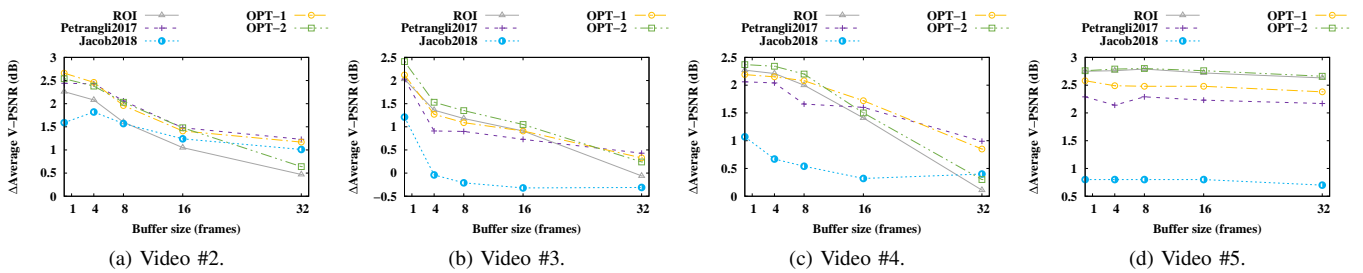 ROI
Petrangli2017
Jacob2018
OPT−1
OPT−2
ΔAverage V−PSNR (dB)
3
2.5
2
1.5
1
0.5
0
1 4 8 16 32
Buffer size (frames)
(a) Video #2.
ROI
Petrangli2017
Jacob2018
OPT−1
OPT−2
ΔAverage V−PSNR (dB)
2.5
2
1.5
1
0.5
0
−0.5
1 4 8 16 32
Buffer size (frames)
(b) Video #3.
ROI
Petrangli2017
Jacob2018
OPT−1
OPT−2
ΔAverage V−PSNR (dB)
2.5
2
1.5
1
0.5
0
1 4 8 16 32
Buffer size (frames)
(c) Video #4.
ROI
Petrangli2017
Jacob2018
OPT−1
OPT−2
ΔAverage V−PSNR (dB)
3
2.5
2
1.5
1
0.5
1 4 8 16 32
Buffer size (frames)
(d) Video #5.